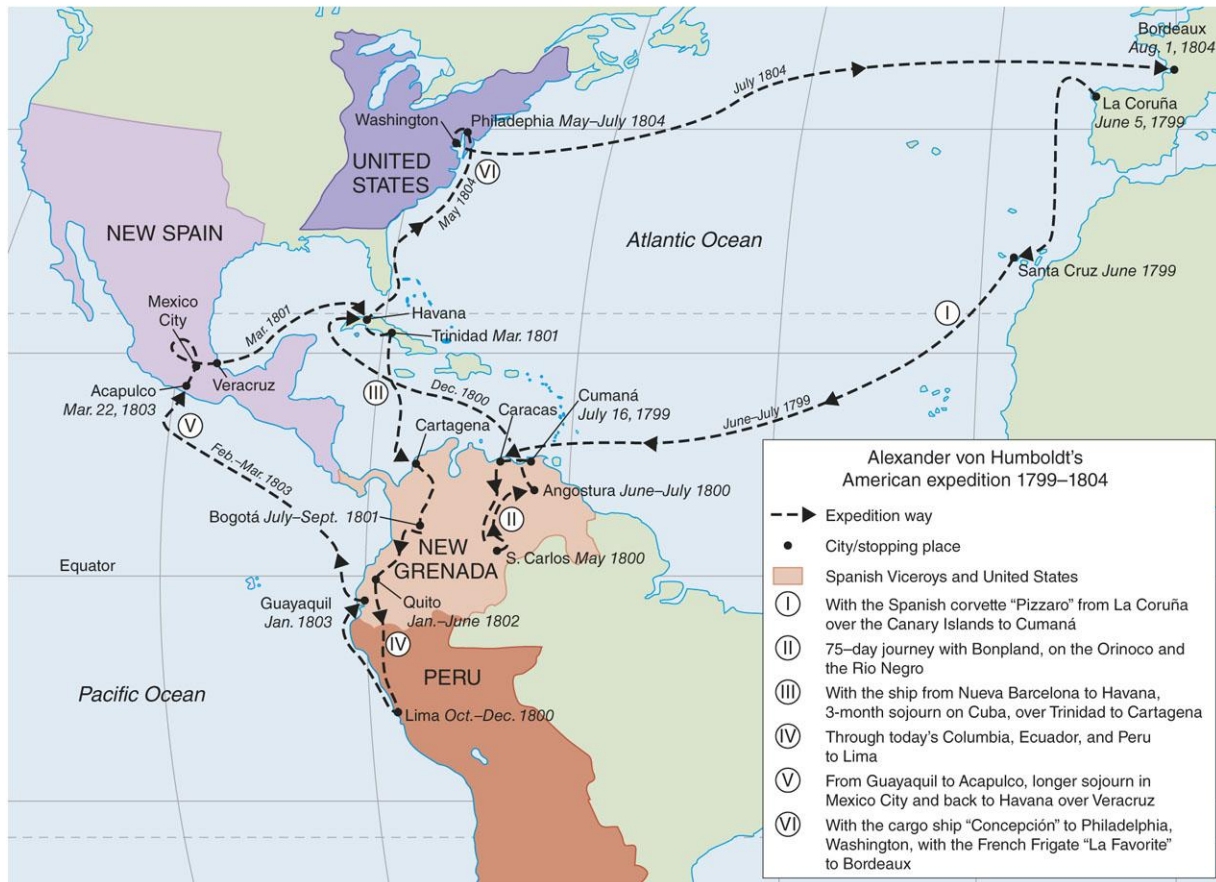 Bordeaux
Aug. 1, 1804
July 1804
La Coruña
June 5, 1799
Washington
Philadephia May–July 1804
UNITED
STATES
VI
May 1804
NEW SPAIN
Atlantic Ocean
Santa Cruz June 1799
Mexico
City
Mar. 1801
Havana
I
Trinidad Mar. 1801
Veracruz
Acapulco
Mar. 22, 1803
III
Dec. 1800
Cumaná
July 16, 1799
Caracas
June–July 1799
V
Cartagena
Feb.–Mar. 1803
Angostura June–July 1800
Bogotá July–Sept. 1801
II
NEW
GRENADA
S. Carlos May 1800
Equator
Guayaquil
Jan. 1803
Quito
Jan.–June 1802
IV
PERU
Pacific Ocean
Lima Oct.–Dec. 1800
Alexander von Humboldt’s
American expedition 1799–1804
Expedition way
City/stopping place
Spanish Viceroys and United States
I With the Spanish corvette “Pizzaro” from La Coruña
over the Canary Islands to Cumaná
II 75–day journey with Bonpland, on the Orinoco and
the Rio Negro
III With the ship from Nueva Barcelona to Havana,
3-month sojourn on Cuba, over Trinidad to Cartagena
IV Through today’s Columbia, Ecuador, and Peru
to Lima
V From Guayaquil to Acapulco, longer sojourn in
Mexico City and back to Havana over Veracruz
VI With the cargo ship “Concepción” to Philadelphia,
Washington, with the French Frigate “La Favorite”
to Bordeaux